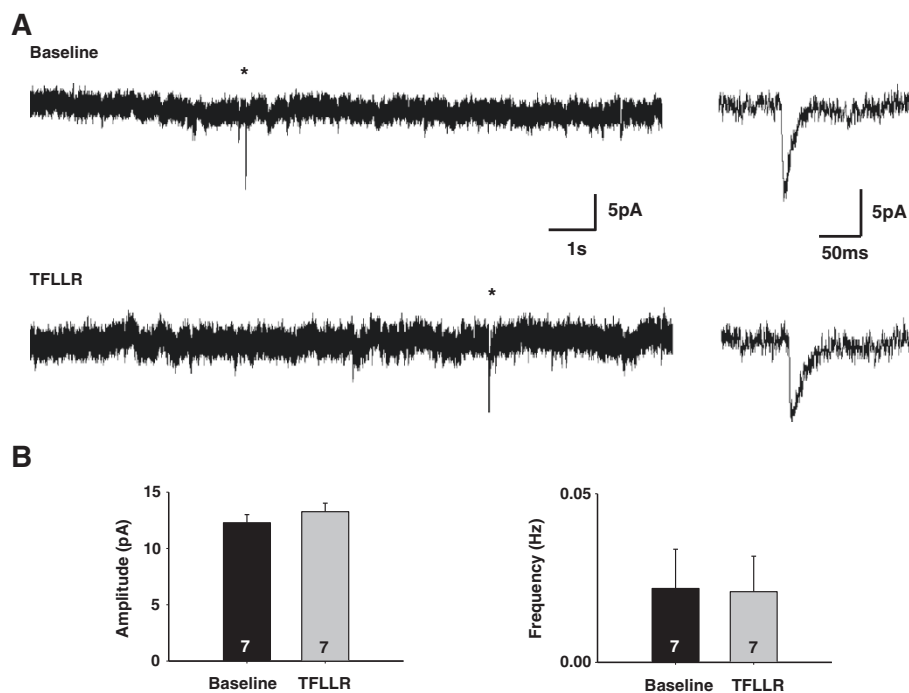 A
Baseline
*
5pA
1s
5pA
50ms
TFLLR
*
B
Amplitude (pA)
15
10
5
0
7
7
Baseline
TFLLR
Frequency (Hz)
0.05
0.00
7
7
Baseline
TFLLR